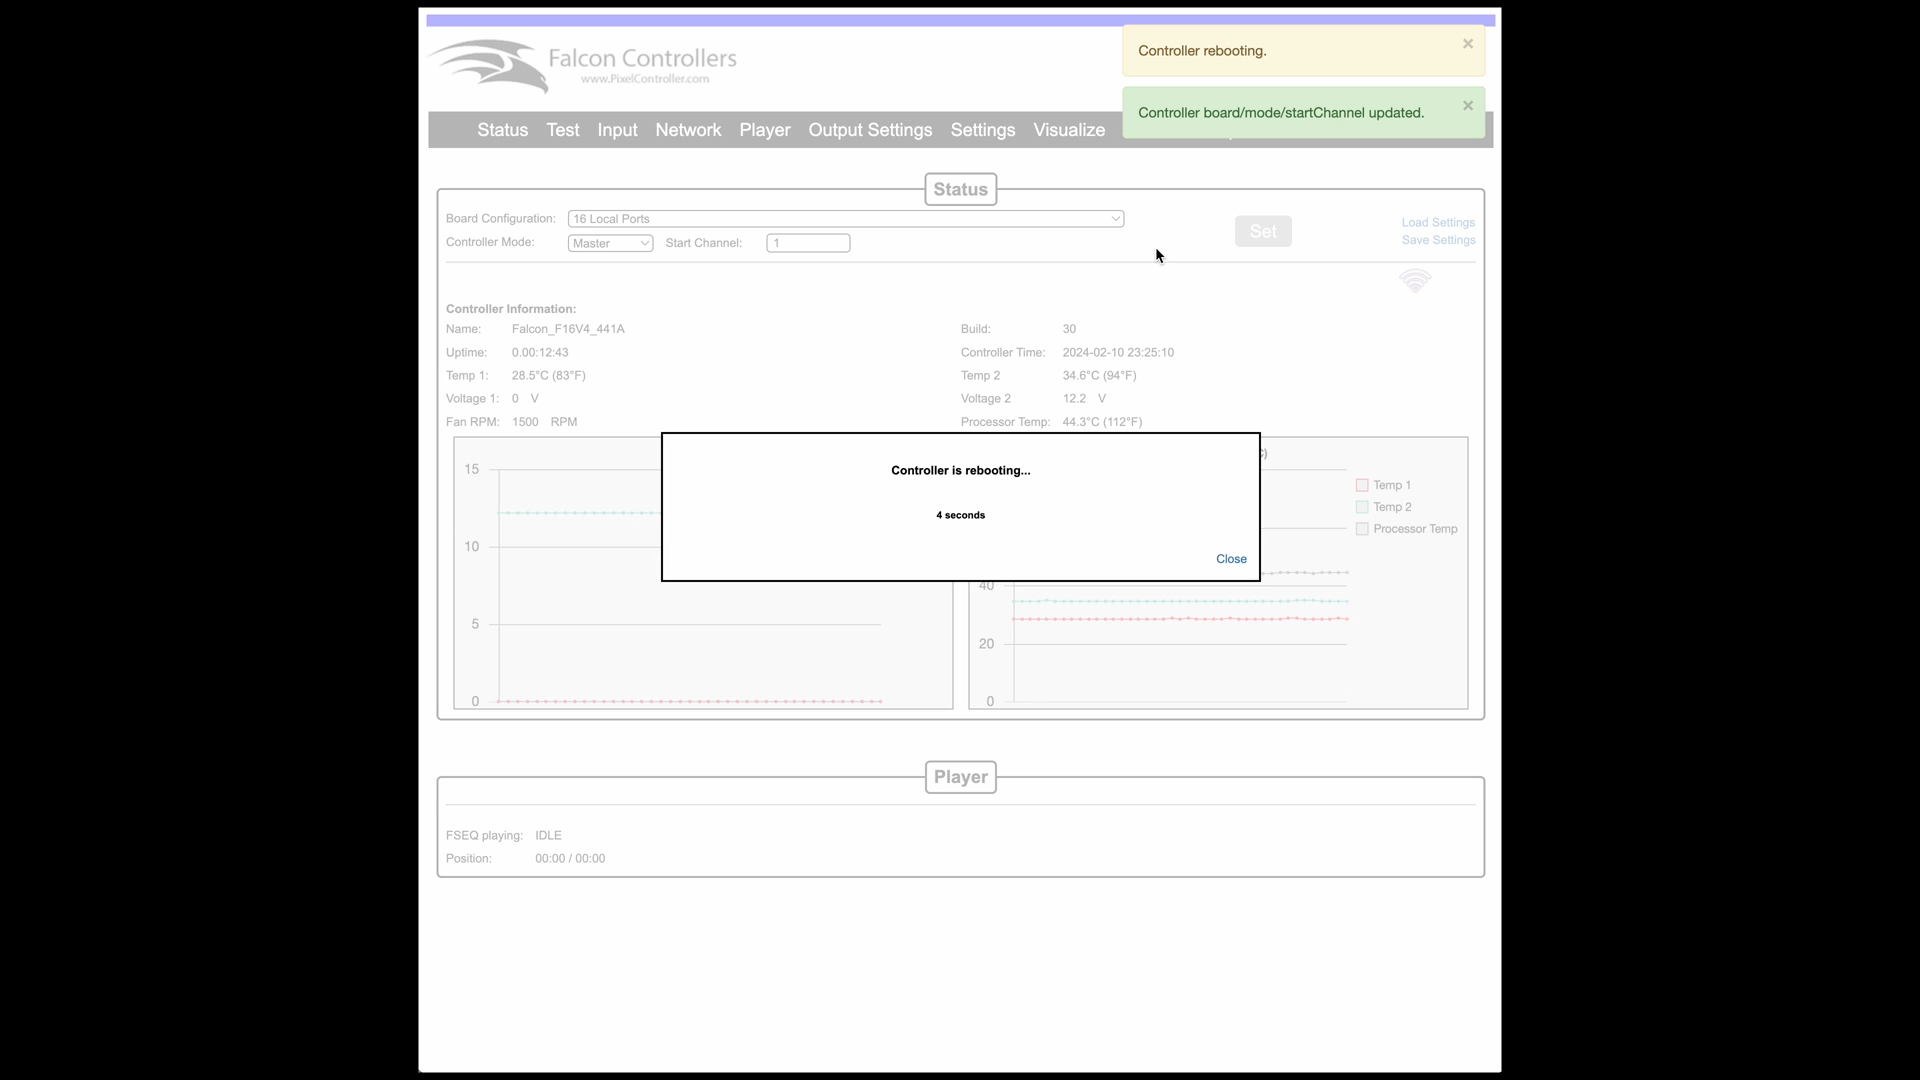 Falcon Controllers
www.PixelController.com
Controller rebooting.
×
Controller board/mode/startChannel updated.
×
Status Test Input Network Player Output Settings Settings Visualize
Status
Board Configuration: 16 Local Ports
Controller Mode: Master Start Channel: 1
Set
Load Settings
Save Settings
Controller Information:
Name: Falcon_F16V4_441A Build: 30
Uptime: 0.00:12:43 Controller Time: 2024-02-10 23:25:10
Temp 1: 28.5°C (83°F) Temp 2 34.6°C (94°F)
Voltage 1: 0 V Voltage 2 12.2 V
Fan RPM: 1500 RPM Processor Temp: 44.3°C (112°F)
Controller is rebooting...
4 seconds
Close
15
10
5
0
Temp 1
Temp 2
Processor Temp
40
20
0
Player
FSEQ playing: IDLE
Position: 00:00 / 00:00